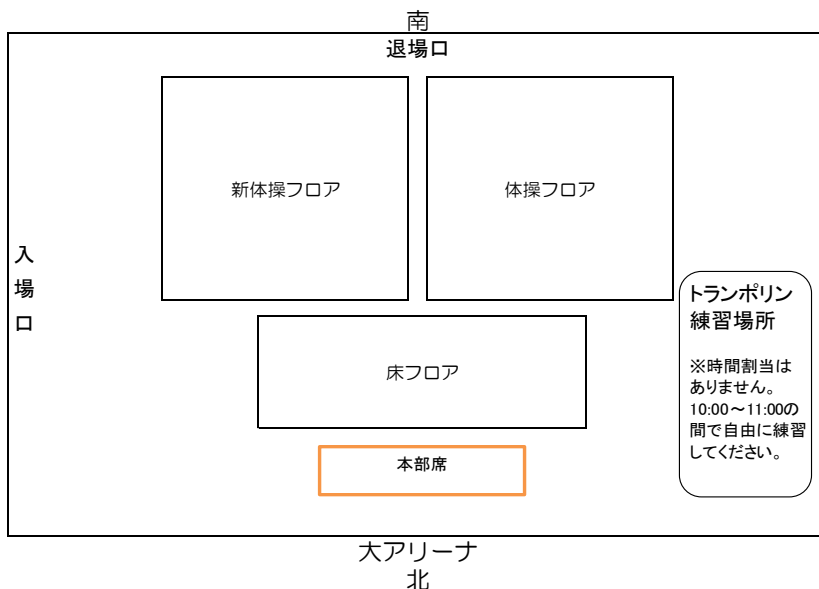 南
退場口
新体操フロア
体操フロア
入場口
トランポリン
練習場所
※時間割当は
ありません。
10:00～11:00の
間で自由に練習
してください。
床フロア
本部席
大アリーナ
北